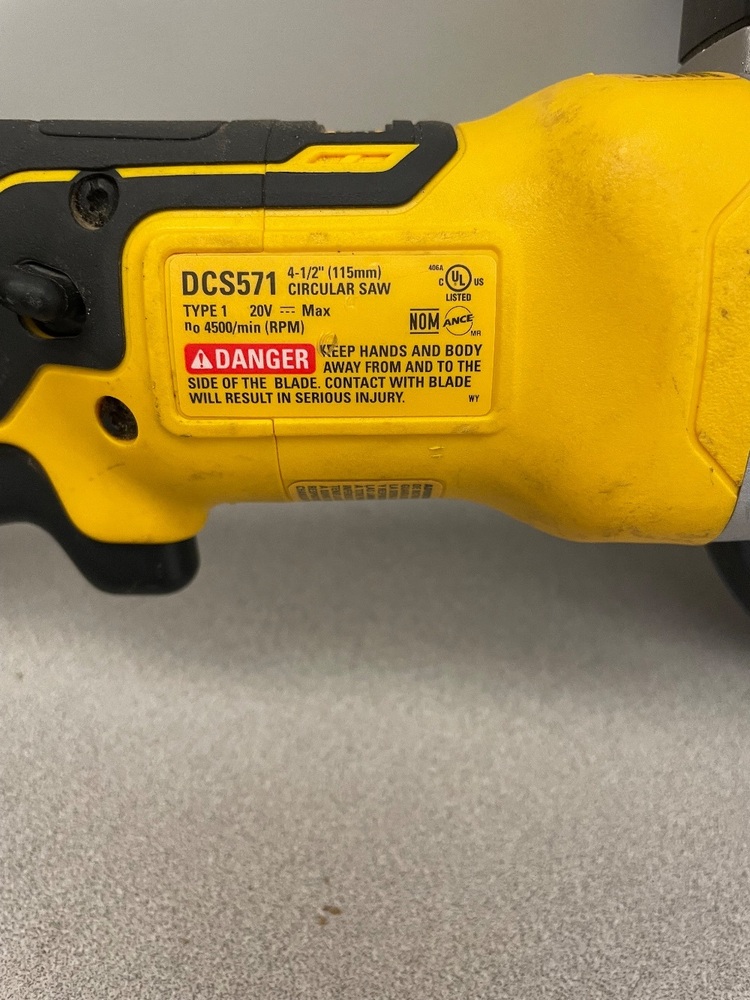 DCS571 4-1/2" (115mm)
CIRCULAR SAW
TYPE 1 20V ⎓ Max
n₀ 4500/min (RPM)
406A
C UL US
LISTED
NOM ANCE
MR
⚠DANGER KEEP HANDS AND BODY
AWAY FROM AND TO THE
SIDE OF THE BLADE. CONTACT WITH BLADE
WILL RESULT IN SERIOUS INJURY.
WY